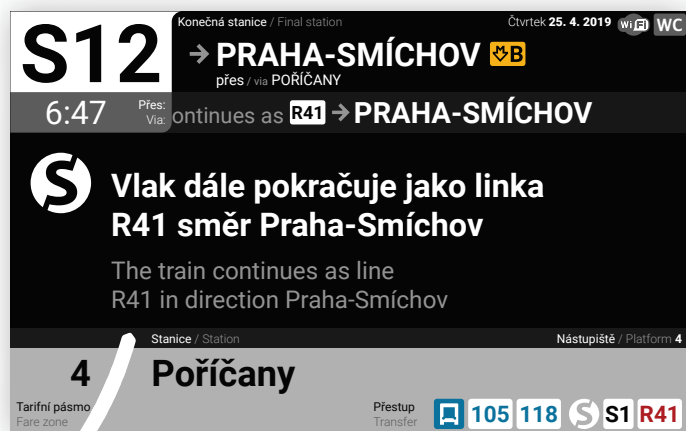 S12
Konečná stanice / Final station
Čtvrtek 25. 4. 2019
WiFi
WC
→ PRAHA-SMÍCHOV B
přes / via POŘÍČANY
6:47
Přes:
Via:
ontinues as R41 → PRAHA-SMÍCHOV
S
Vlak dále pokračuje jako linka
R41 směr Praha-Smíchov
The train continues as line
R41 in direction Praha-Smíchov
Stanice / Station
Nástupiště / Platform 4
4
Poříčany
Tarifní pásmo
Fare zone
Přestup
Transfer
105 118 S S1 R41